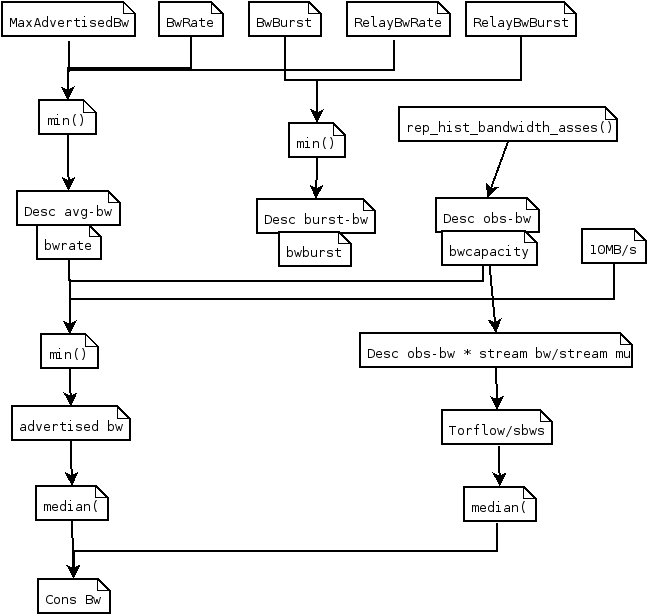 MaxAdvertisedBw
BwRate
BwBurst
RelayBwRate
RelayBwBurst
min()
min()
rep_hist_bandwidth_asses()
Desc avg-bw
bwrate
Desc burst-bw
bwburst
Desc obs-bw
bwcapacity
10MB/s
min()
Desc obs-bw * stream bw/stream mu
advertised bw
Torflow/sbws
median(
median(
Cons Bw